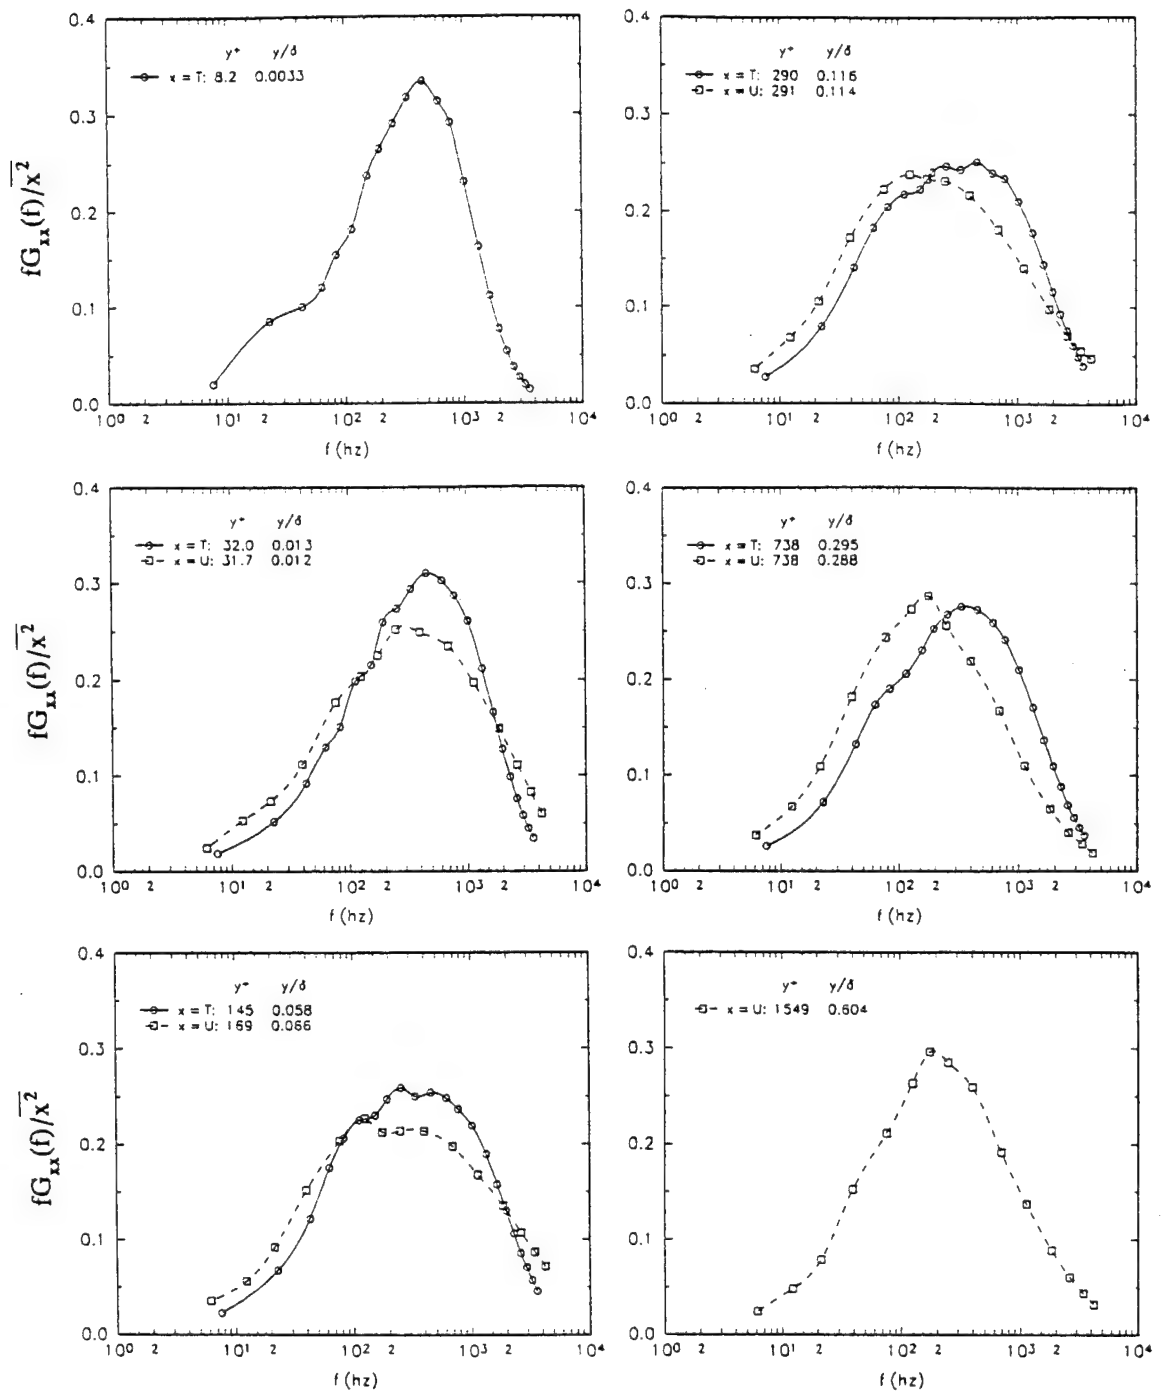 0.4
0.3
0.2
0.1
0.0
fGxx(f)/x²
y+ y/δ
x = T: 8.2 0.0033
10⁰ 2 10¹ 2 10² 2 10³ 2 10⁴
f (hz)
0.4
0.3
0.2
0.1
0.0
y+ y/δ
x = T: 290 0.116
x = U: 291 0.114
10⁰ 2 10¹ 2 10² 2 10³ 2 10⁴
f (hz)
0.4
0.3
0.2
0.1
0.0
fGxx(f)/x²
y+ y/δ
x = T: 32.0 0.013
x = U: 31.7 0.012
10⁰ 2 10¹ 2 10² 2 10³ 2 10⁴
f (hz)
0.4
0.3
0.2
0.1
0.0
y+ y/δ
x = T: 738 0.295
x = U: 738 0.288
10⁰ 2 10¹ 2 10² 2 10³ 2 10⁴
f (hz)
0.4
0.3
0.2
0.1
0.0
fGxx(f)/x²
y+ y/δ
x = T: 145 0.058
x = U: 169 0.066
10⁰ 2 10¹ 2 10² 2 10³ 2 10⁴
f (hz)
0.4
0.3
0.2
0.1
0.0
y+ y/δ
x = U: 1549 0.604
10⁰ 2 10¹ 2 10² 2 10³ 2 10⁴
f (hz)